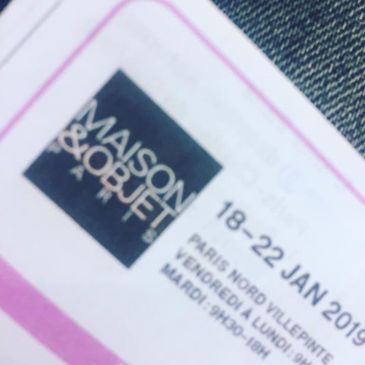 MAISON
&OBJET
PARIS
18-22 JAN 2019
PARIS NORD VILLEPINTE
VENDREDI À LUNDI: 9H
MARDI: 9H30-18H